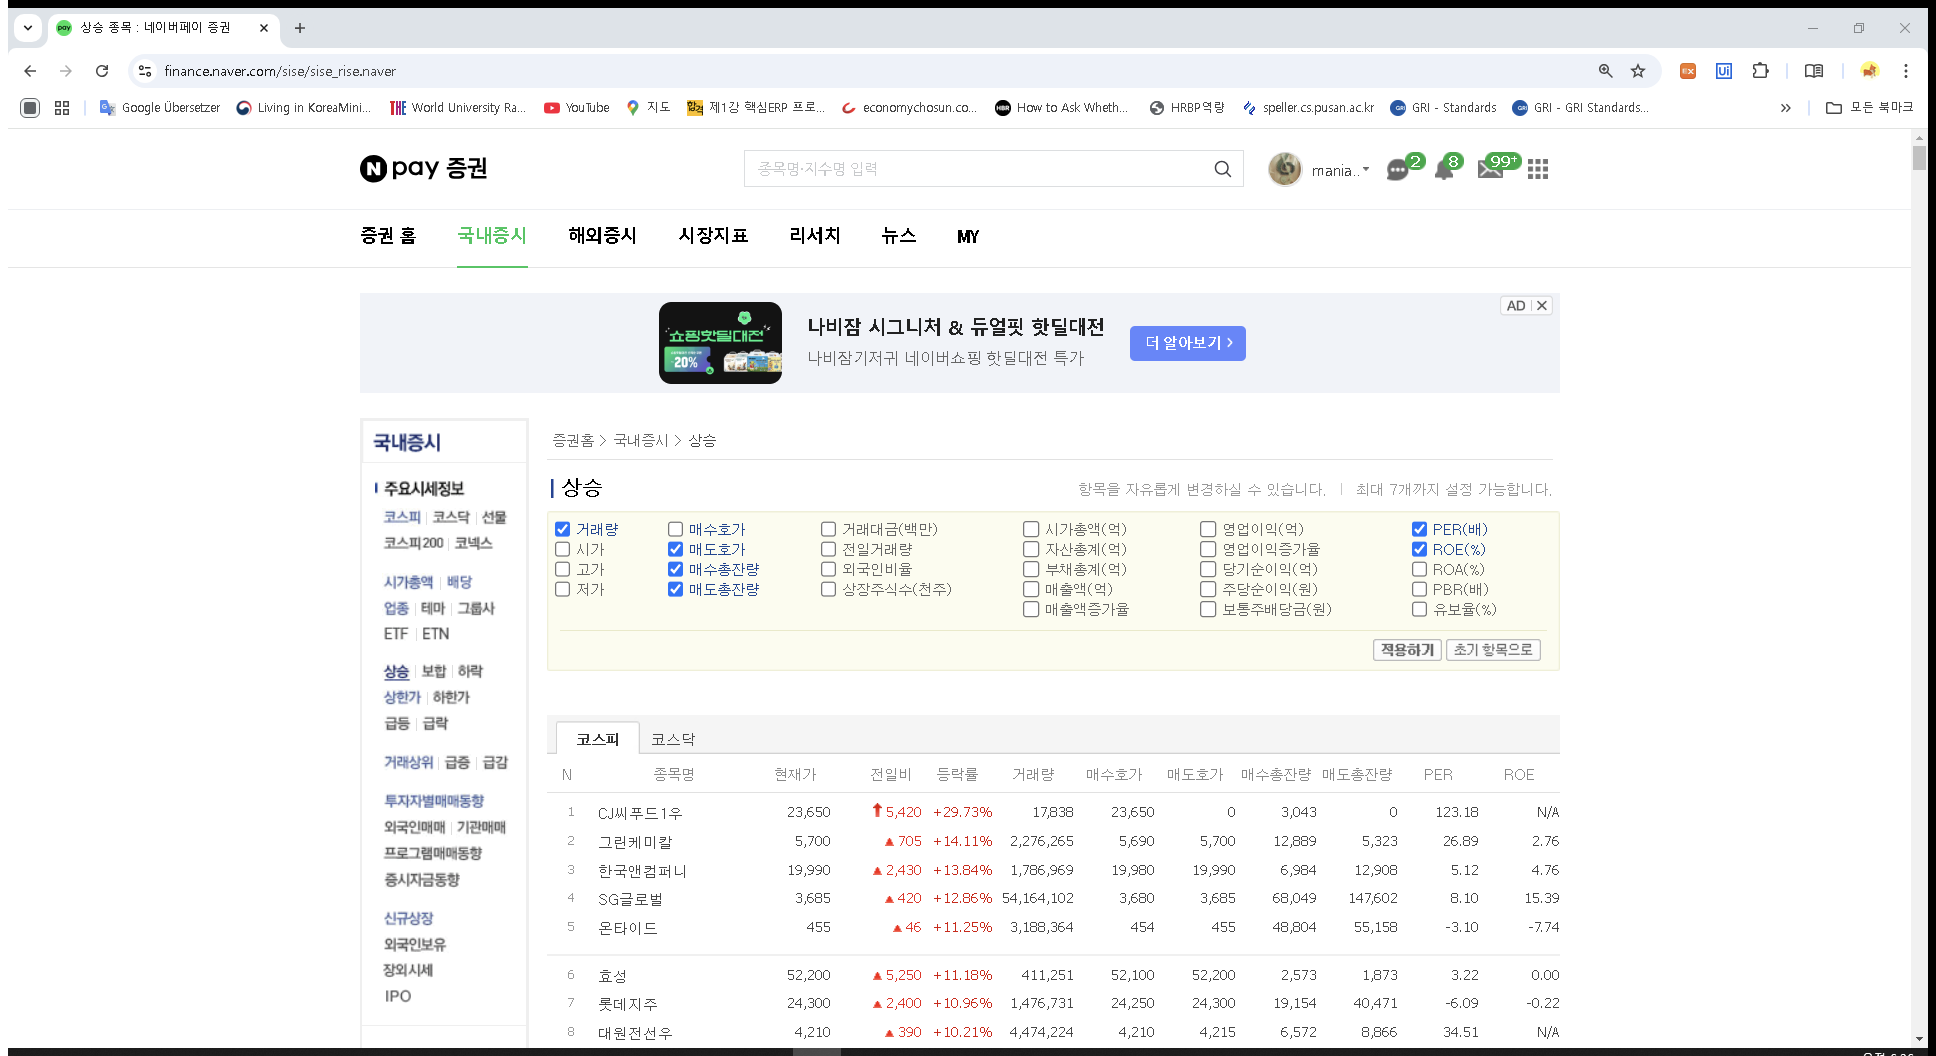 상승 종목 : 네이버페이 증권
finance.naver.com/sise/sise_rise.naver
Google Übersetzer Living in KoreaMini... World University Ra... YouTube 지도 제1강 핵심ERP 프로... economychosun.co... How to Ask Wheth... HRBP역량 speller.cs.pusan.ac.kr GRI - Standards GRI - GRI Standards... 모든 북마크
N pay 증권
종목명·지수명 입력
mania.. 2 8 99+
증권 홈 국내증시 해외증시 시장지표 리서치 뉴스 MY
쇼핑핫딜대전
20%
나비잠 시그니처 & 듀얼핏 핫딜대전
나비잠기저귀 네이버쇼핑 핫딜대전 특가
더 알아보기
AD
국내증시
주요시세정보
코스피 코스닥 선물
코스피200 코넥스
시가총액 배당
업종 테마 그룹사
ETF ETN
상승 보합 하락
상한가 하한가
급등 급락
거래상위 급증 급감
투자자별매매동향
외국인매매 기관매매
프로그램매매동향
증시자금동향
신규상장
외국인보유
장외시세
IPO
증권홈 > 국내증시 > 상승
상승
항목을 자유롭게 변경하실 수 있습니다. 최대 7개까지 설정 가능합니다.
거래량 매수호가 거래대금(백만) 시가총액(억) 영업이익(억) PER(배)
시가 매도호가 전일거래량 자산총계(억) 영업이익증가율 ROE(%)
고가 매수총잔량 외국인비율 부채총계(억) 당기순이익(억) ROA(%)
저가 매도총잔량 상장주식수(천주) 매출액(억) 주당순이익(원) PBR(배)
매출액증가율 보통주배당금(원) 유보율(%)
적용하기 초기 항목으로
코스피 코스닥
N 종목명 현재가 전일비 등락률 거래량 매수호가 매도호가 매수총잔량 매도총잔량 PER ROE
1 CJ씨푸드1우 23,650 5,420 +29.73% 17,838 23,650 0 3,043 0 123.18 N/A
2 그린케미칼 5,700 705 +14.11% 2,276,265 5,690 5,700 12,889 5,323 26.89 2.76
3 한국앤컴퍼니 19,990 2,430 +13.84% 1,786,969 19,980 19,990 6,984 12,908 5.12 4.76
4 SG글로벌 3,685 420 +12.86% 54,164,102 3,680 3,685 68,049 147,602 8.10 15.39
5 온타이드 455 46 +11.25% 3,188,364 454 455 48,804 55,158 -3.10 -7.74
6 효성 52,200 5,250 +11.18% 411,251 52,100 52,200 2,573 1,873 3.22 0.00
7 롯데지주 24,300 2,400 +10.96% 1,476,731 24,250 24,300 19,154 40,471 -6.09 -0.22
8 대원전선우 4,210 390 +10.21% 4,474,224 4,210 4,215 6,572 8,866 34.51 N/A